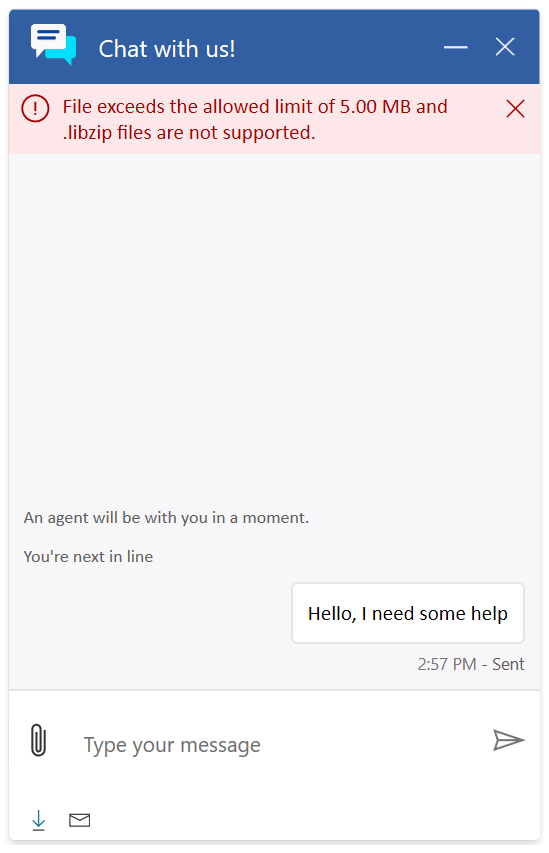 Chat with us!
File exceeds the allowed limit of 5.00 MB and
.libzip files are not supported.
An agent will be with you in a moment.
You're next in line
Hello, I need some help
2:57 PM - Sent
Type your message